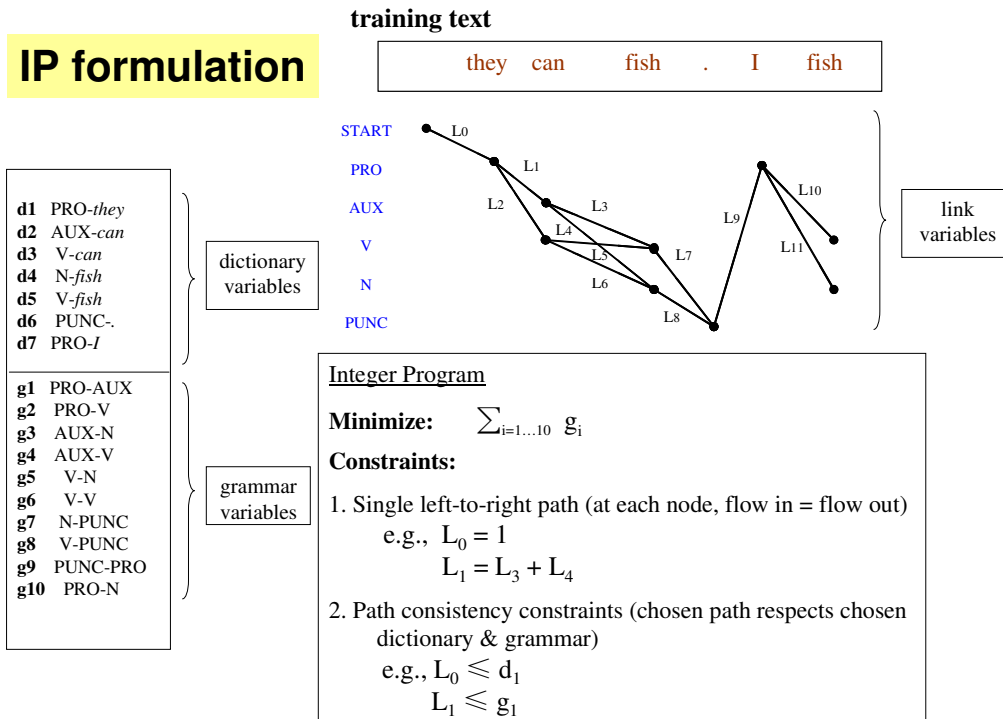 training text
IP formulation
they can fish . I fish
START
PRO
AUX
V
N
PUNC
L0
L1
L2
L3
L4
L5
L6
L7
L8
L9
L10
L11
link
variables
d1 PRO-they
d2 AUX-can
d3 V-can
d4 N-fish
d5 V-fish
d6 PUNC-.
d7 PRO-I
dictionary
variables
g1 PRO-AUX
g2 PRO-V
g3 AUX-N
g4 AUX-V
g5 V-N
g6 V-V
g7 N-PUNC
g8 V-PUNC
g9 PUNC-PRO
g10 PRO-N
grammar
variables
Integer Program
Minimize: ∑i=1…10 gi
Constraints:
1. Single left-to-right path (at each node, flow in = flow out)
e.g., L0 = 1
L1 = L3 + L4
2. Path consistency constraints (chosen path respects chosen
dictionary & grammar)
e.g., L0 ≤ d1
L1 ≤ g1